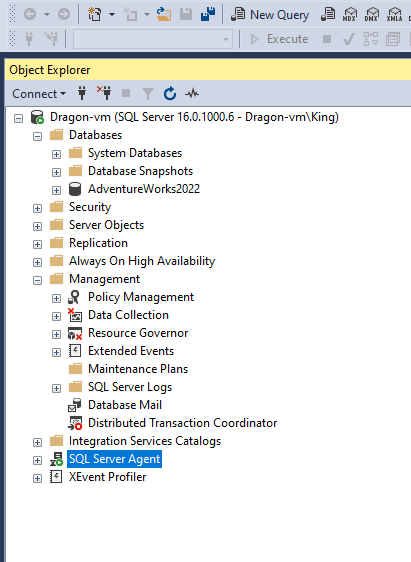 New Query
MDX
DMX
XMLA
Execute
Object Explorer
Connect
Dragon-vm (SQL Server 16.0.1000.6 - Dragon-vm\King)
Databases
System Databases
Database Snapshots
AdventureWorks2022
Security
Server Objects
Replication
Always On High Availability
Management
Policy Management
Data Collection
Resource Governor
Extended Events
Maintenance Plans
SQL Server Logs
Database Mail
Distributed Transaction Coordinator
Integration Services Catalogs
SQL Server Agent
XEvent Profiler